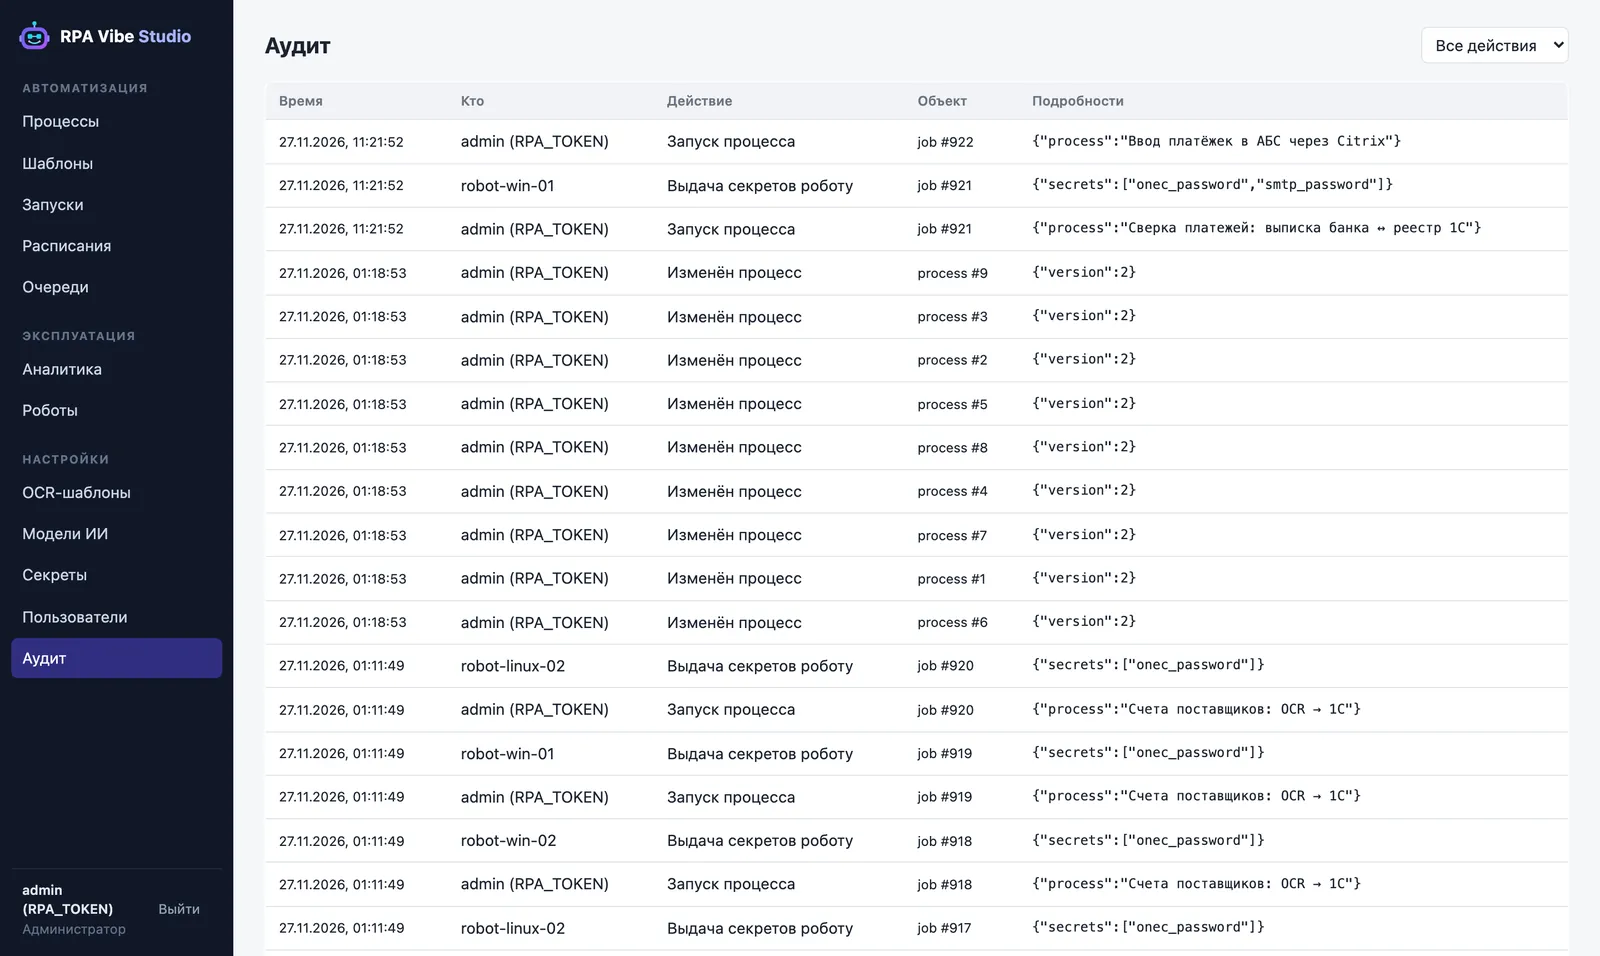 RPA Vibe Studio
АВТОМАТИЗАЦИЯ
Процессы
Шаблоны
Запуски
Расписания
Очереди
ЭКСПЛУАТАЦИЯ
Аналитика
Роботы
НАСТРОЙКИ
OCR-шаблоны
Модели ИИ
Секреты
Пользователи
Аудит
admin
(RPA_TOKEN) Выйти
Администратор
Аудит Все действия
Время Кто Действие Объект Подробности
27.11.2026, 11:21:52 admin (RPA_TOKEN) Запуск процесса job #922 {"process":"Ввод платёжек в АБС через Citrix"}
27.11.2026, 11:21:52 robot-win-01 Выдача секретов роботу job #921 {"secrets":["onec_password","smtp_password"]}
27.11.2026, 11:21:52 admin (RPA_TOKEN) Запуск процесса job #921 {"process":"Сверка платежей: выписка банка ↔ реестр 1С"}
27.11.2026, 01:18:53 admin (RPA_TOKEN) Изменён процесс process #9 {"version":2}
27.11.2026, 01:18:53 admin (RPA_TOKEN) Изменён процесс process #3 {"version":2}
27.11.2026, 01:18:53 admin (RPA_TOKEN) Изменён процесс process #2 {"version":2}
27.11.2026, 01:18:53 admin (RPA_TOKEN) Изменён процесс process #5 {"version":2}
27.11.2026, 01:18:53 admin (RPA_TOKEN) Изменён процесс process #8 {"version":2}
27.11.2026, 01:18:53 admin (RPA_TOKEN) Изменён процесс process #4 {"version":2}
27.11.2026, 01:18:53 admin (RPA_TOKEN) Изменён процесс process #7 {"version":2}
27.11.2026, 01:18:53 admin (RPA_TOKEN) Изменён процесс process #1 {"version":2}
27.11.2026, 01:18:53 admin (RPA_TOKEN) Изменён процесс process #6 {"version":2}
27.11.2026, 01:11:49 robot-linux-02 Выдача секретов роботу job #920 {"secrets":["onec_password"]}
27.11.2026, 01:11:49 admin (RPA_TOKEN) Запуск процесса job #920 {"process":"Счета поставщиков: OCR → 1С"}
27.11.2026, 01:11:49 robot-win-01 Выдача секретов роботу job #919 {"secrets":["onec_password"]}
27.11.2026, 01:11:49 admin (RPA_TOKEN) Запуск процесса job #919 {"process":"Счета поставщиков: OCR → 1С"}
27.11.2026, 01:11:49 robot-win-02 Выдача секретов роботу job #918 {"secrets":["onec_password"]}
27.11.2026, 01:11:49 admin (RPA_TOKEN) Запуск процесса job #918 {"process":"Счета поставщиков: OCR → 1С"}
27.11.2026, 01:11:49 robot-linux-02 Выдача секретов роботу job #917 {"secrets":["onec_password"]}